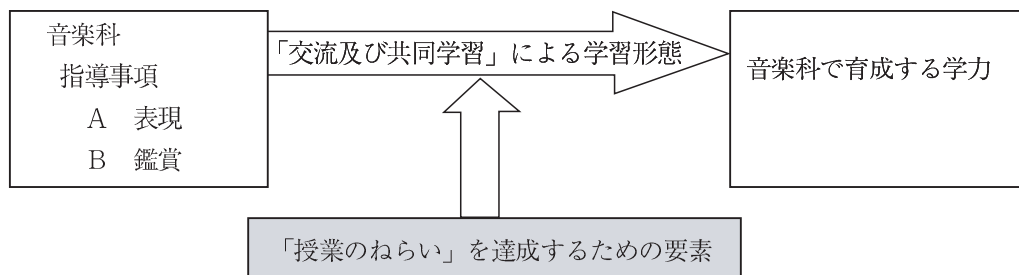 音楽科
指導事項
A 表現
B 鑑賞
「交流及び共同学習」による学習形態
音楽科で育成する学力
「授業のねらい」を達成するための要素